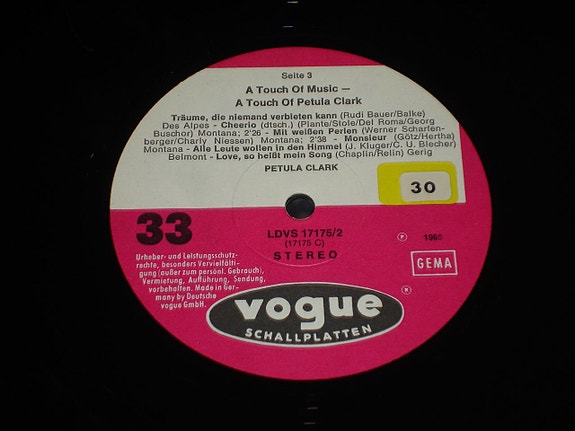 Seite 3
A Touch Of Music —
A Touch Of Petula Clark
Träume, die niemand verbieten kann (Rudi Bauer/Balke)
Des Alpes - Cheerio (dtsch.) (Plante/Stole/Del Roma/Georg
Buschor) Montana; 2'26 - Mit weißen Perlen (Werner Scharfen-
berger/Charly Niessen) Montana; 2'38 - Monsieur (Götz/Hertha)
Montana - Alle Leute wollen in den Himmel (J. Kluger/C. U. Blecher)
Belmont - Love, so heißt mein Song (Chaplin/Relin) Gerig
PETULA CLARK
30
33
LDVS 17175/2
(17175 C)
STEREO
Ⓟ 1969
GEMA
Urheber- und Leistungsschutz-
rechte, besonders Vervielfälti-
gung (außer zum persönl. Gebrauch),
Vermietung, Aufführung, Sendung,
vorbehalten. Made in Ger-
many by Deutsche
vogue GmbH.
vogue ®
SCHALLPLATTEN